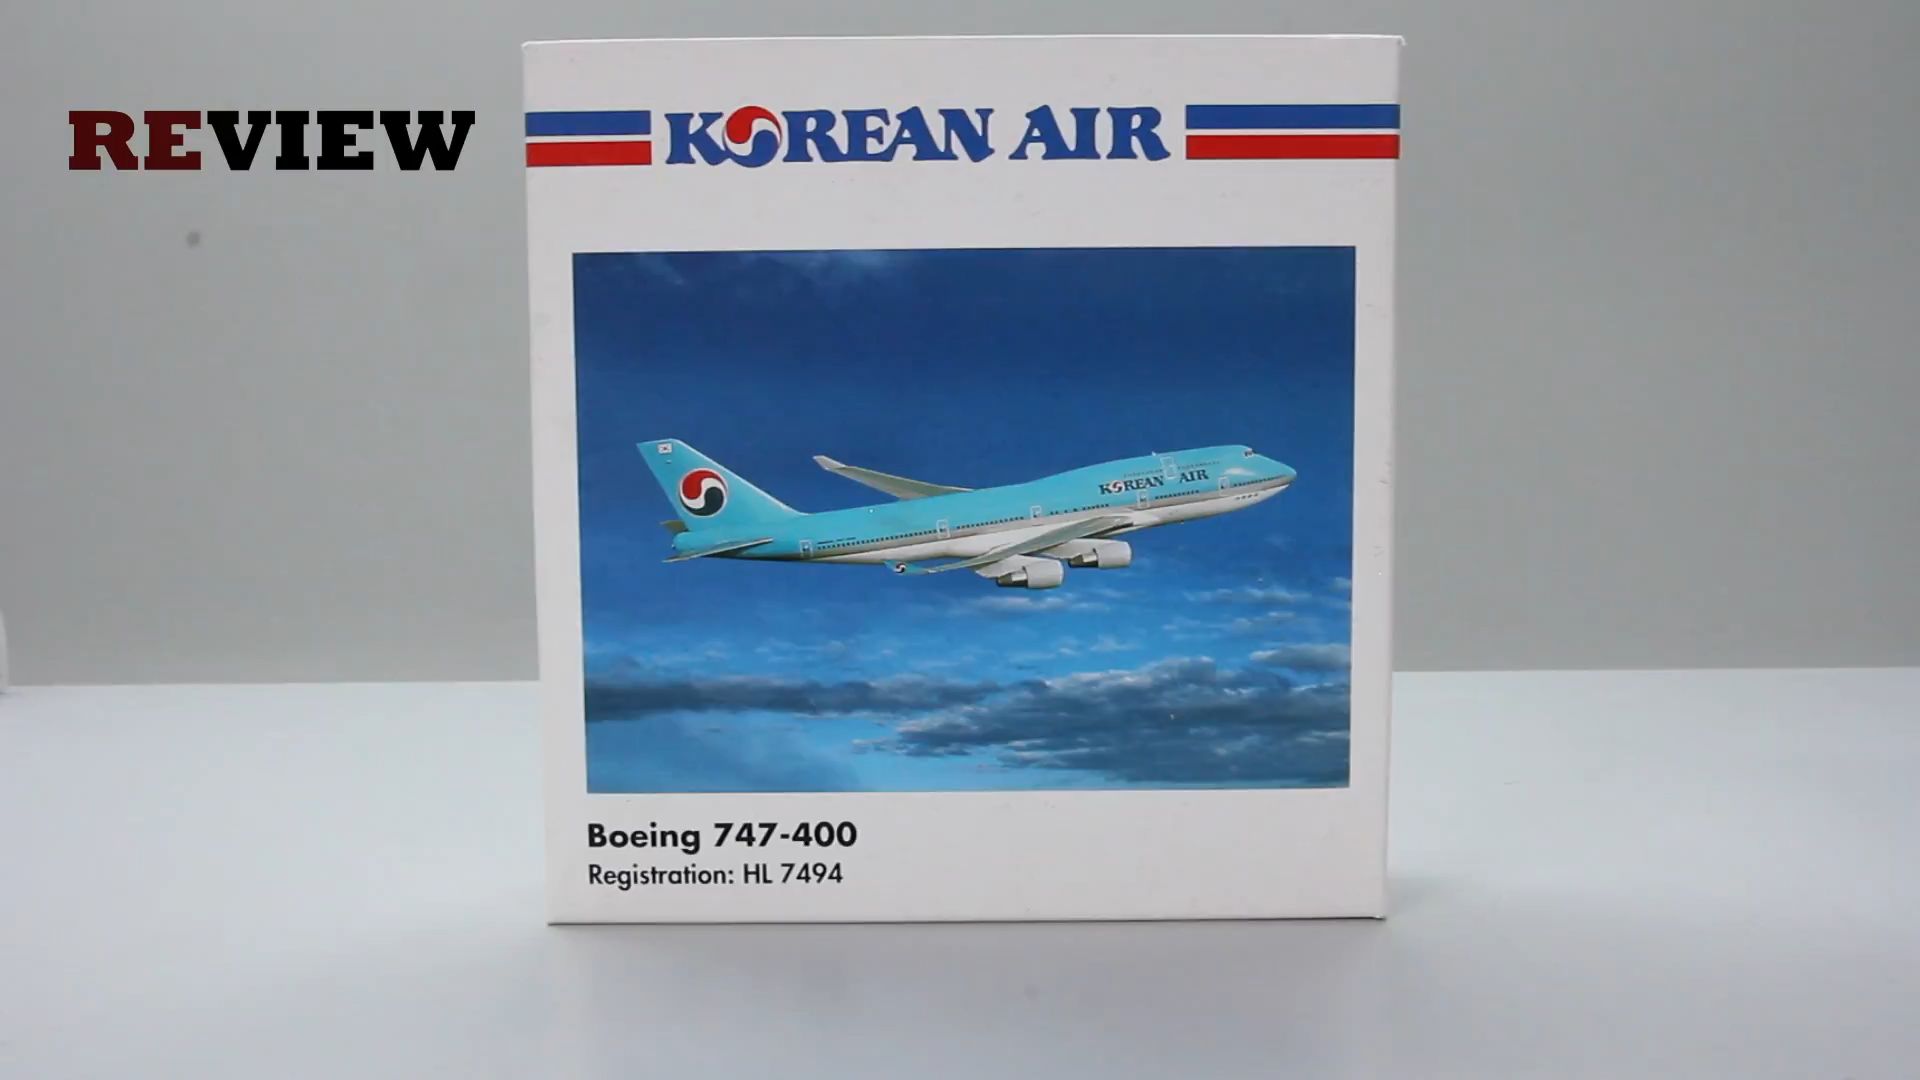 REVIEW
KOREAN AIR
KOREAN AIR
Boeing 747-400
Registration: HL 7494